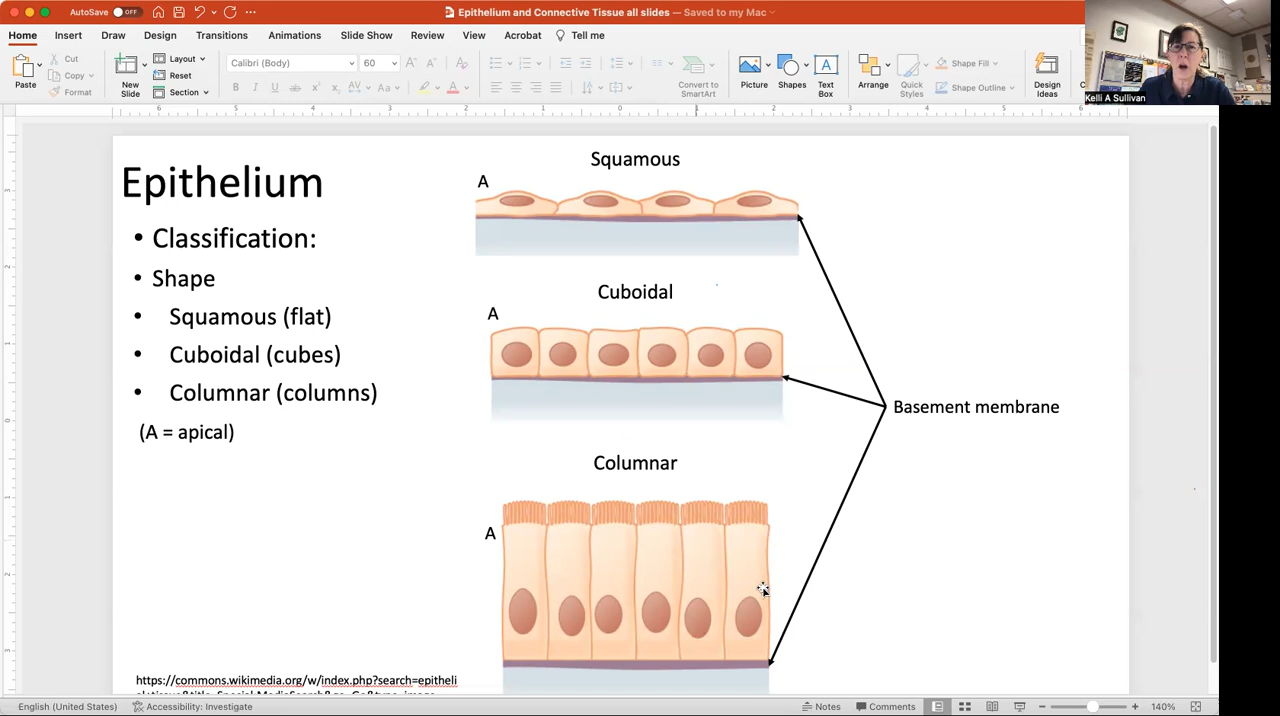 AutoSave OFF
Epithelium and Connective Tissue all slides — Saved to my Mac
Home Insert Draw Design Transitions Animations Slide Show Review View Acrobat Tell me
Paste
Cut
Copy
Format
New Slide
Layout
Reset
Section
Calibri (Body) 60
Convert to SmartArt
Picture
Shapes
Text Box
Arrange
Quick Styles
Shape Fill
Shape Outline
Design Ideas
Kelli A Sullivan
Epithelium
• Classification:
• Shape
• Squamous (flat)
• Cuboidal (cubes)
• Columnar (columns)
(A = apical)
Squamous
A
Cuboidal
A
Basement membrane
Columnar
A
https://commons.wikimedia.org/w/index.php?search=epitheli
English (United States) Accessibility: Investigate Notes Comments 140%